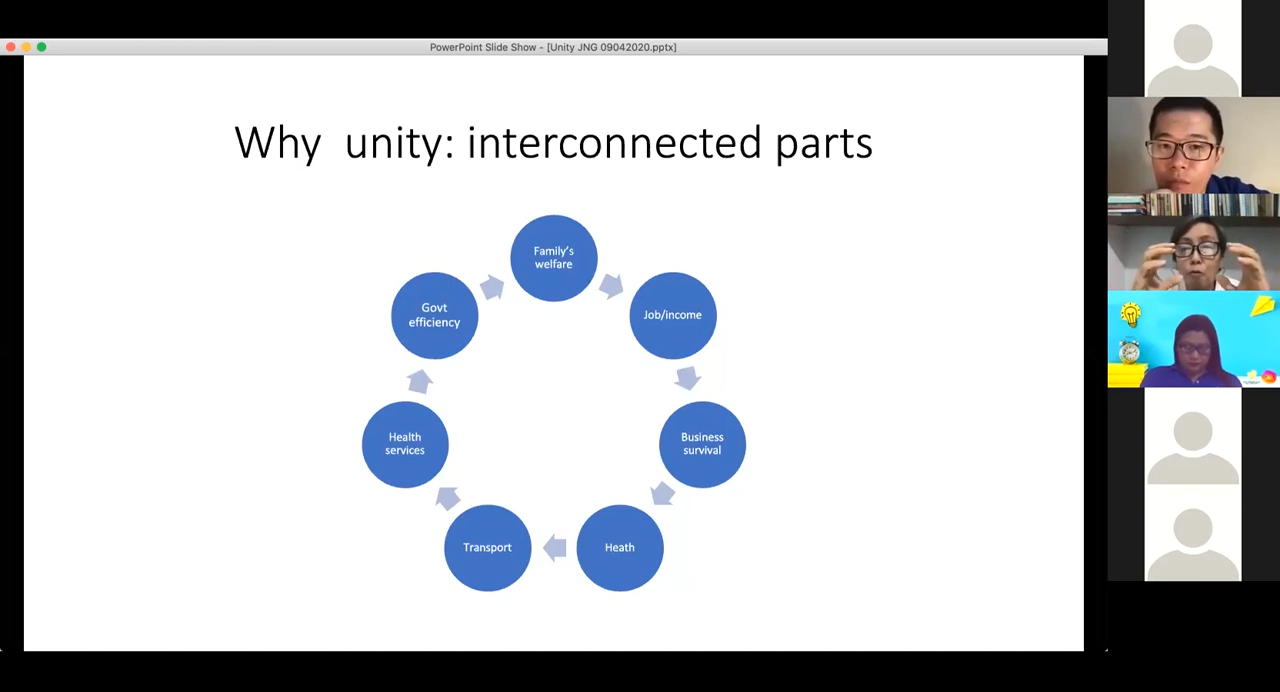 PowerPoint Slide Show - [Unity JNG 09042020.pptx]
Why unity: interconnected parts
Family's
welfare
Job/income
Business
survival
Heath
Transport
Health
services
Govt
efficiency